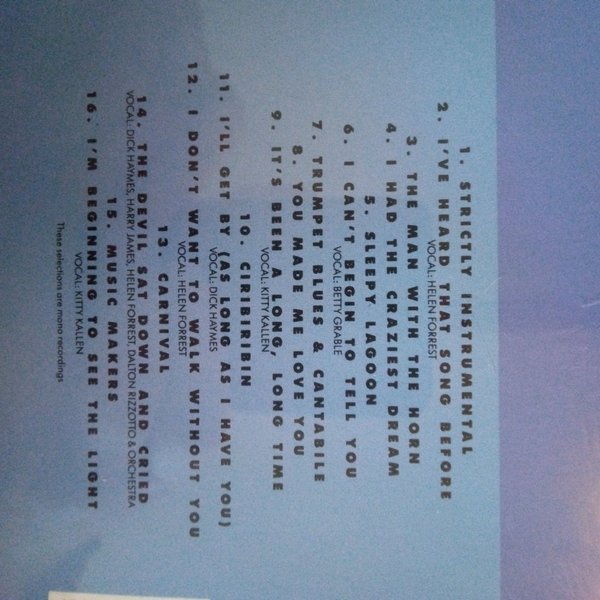 1. STRICTLY INSTRUMENTAL
2. I'VE HEARD THAT SONG BEFORE
VOCAL: HELEN FORREST
3. THE MAN WITH THE HORN
4. I HAD THE CRAZIEST DREAM
5. SLEEPY LAGOON
6. I CAN'T BEGIN TO TELL YOU
VOCAL: BETTY GRABLE
7. TRUMPET BLUES & CANTABILE
8. YOU MADE ME LOVE YOU
9. IT'S BEEN A LONG, LONG TIME
VOCAL: KITTY KALLEN
10. CIRIBIRIBIN
11. I'LL GET BY (AS LONG AS I HAVE YOU)
VOCAL: DICK HAYMES
12. I DON'T WANT TO WALK WITHOUT YOU
VOCAL: HELEN FORREST
13. CARNIVAL
14. THE DEVIL SAT DOWN AND CRIED
VOCAL: DICK HAYMES, HARRY JAMES, HELEN FORREST, DALTON RIZZOTTO & ORCHESTRA
15. MUSIC MAKERS
16. I'M BEGINNING TO SEE THE LIGHT
VOCAL: KITTY KALLEN
These selections are mono recordings